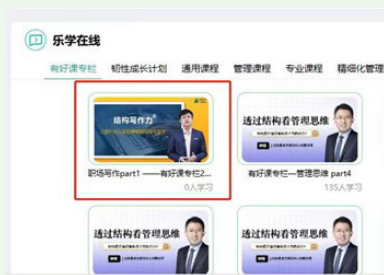 乐学在线
有好课专栏 韧性成长计划 通用课程 管理课程 专业课程 精细化管理
结构写作力
职场写作part1 ——有好课专栏2...
0人学习
透过结构看管理思维
有好课专栏—管理思维 part4
135人学习
透过结构看管理思维
透过结构看管理思维